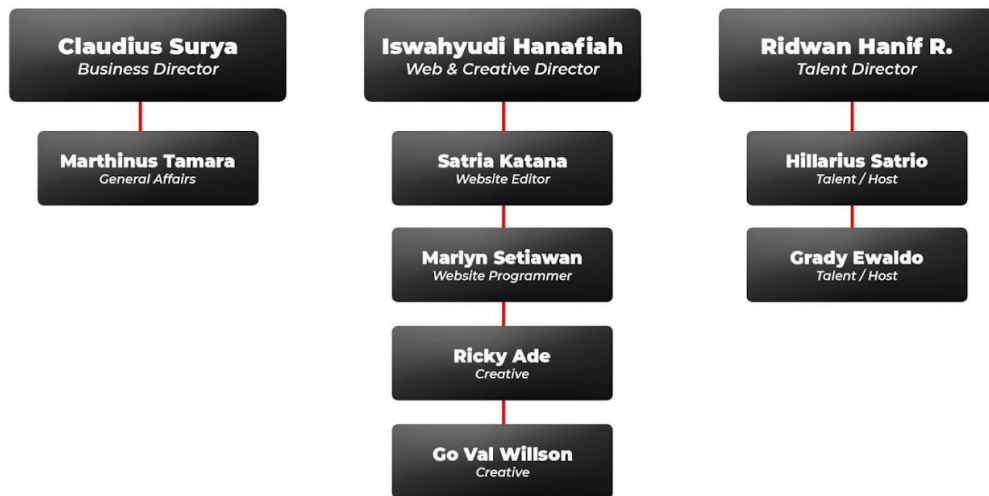 Claudius Surya
Business Director
Marthinus Tamara
General Affairs
Iswahyudi Hanafiah
Web & Creative Director
Satria Katana
Website Editor
Marlyn Setiawan
Website Programmer
Ricky Ade
Creative
Go Val Willson
Creative
Ridwan Hanif R.
Talent Director
Hillarius Satrio
Talent / Host
Grady Ewaldo
Talent / Host